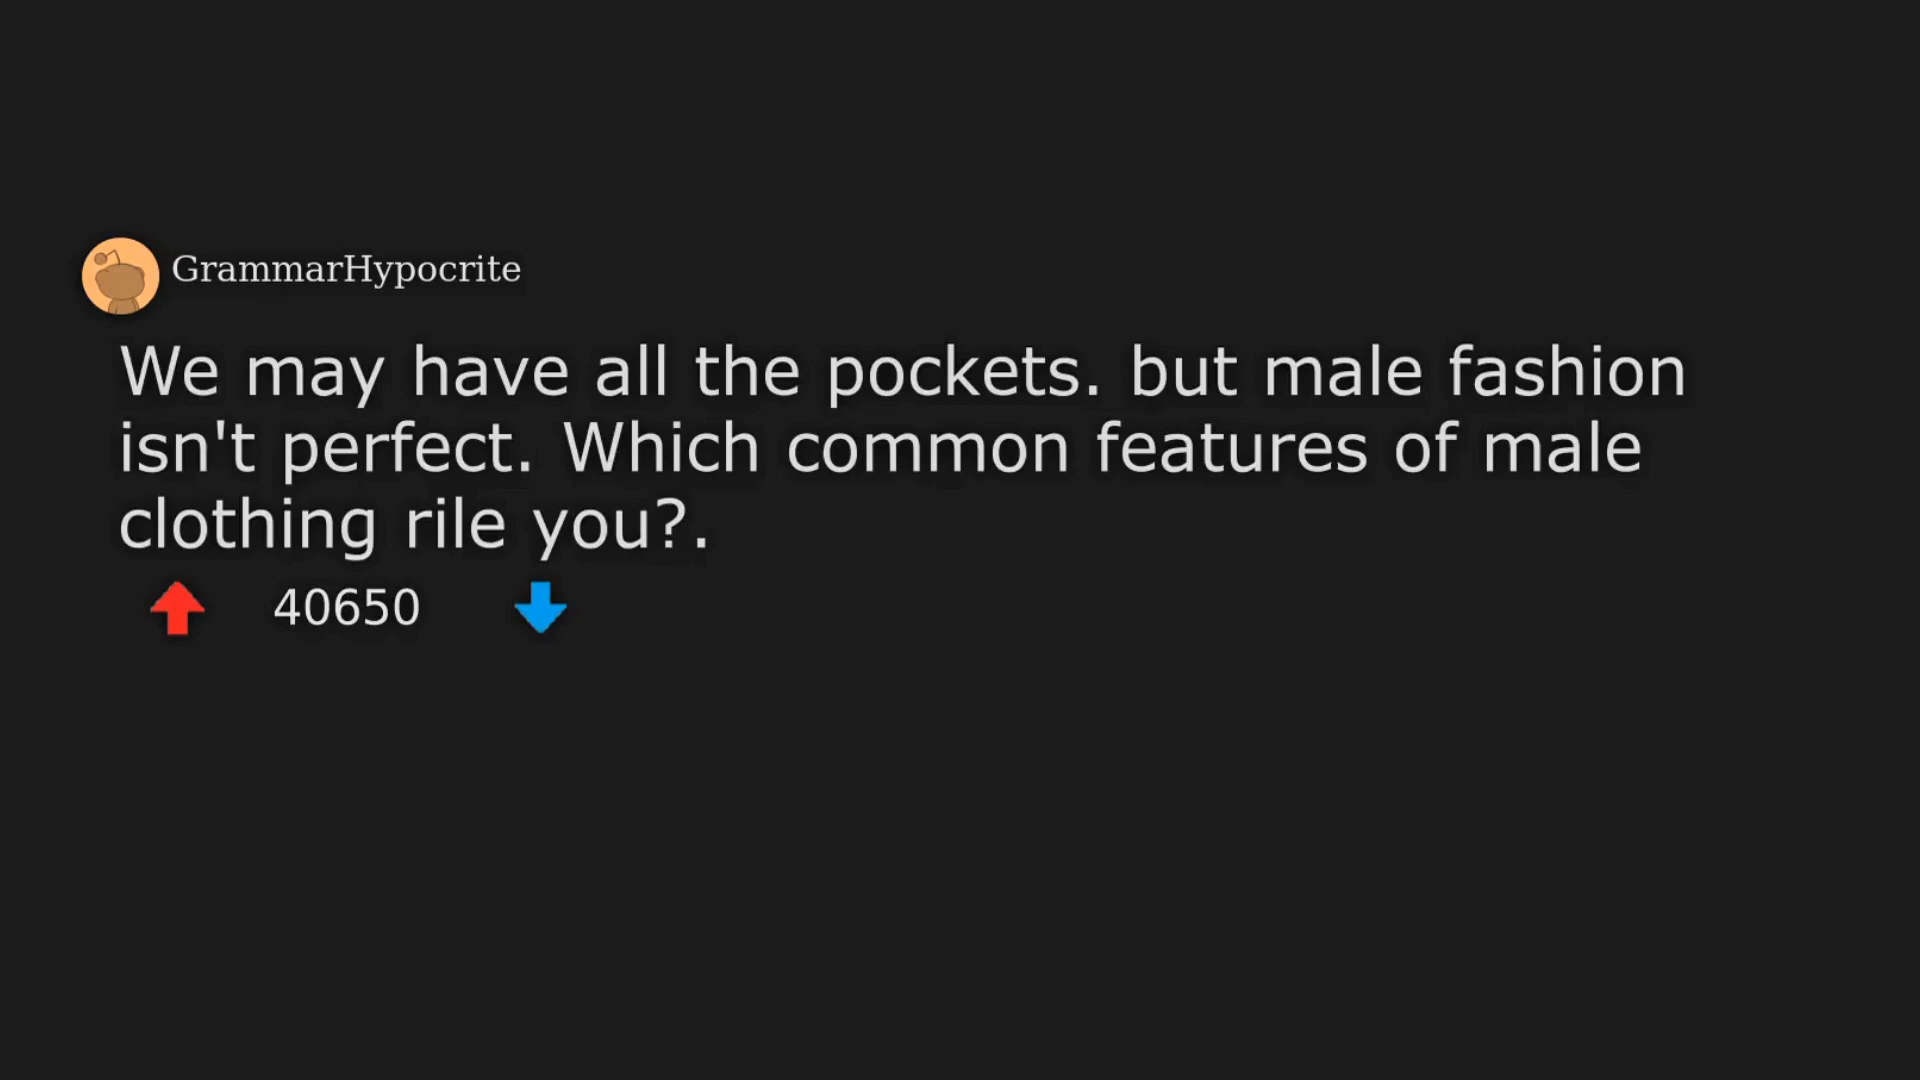 GrammarHypocrite
We may have all the pockets. but male fashion
isn't perfect. Which common features of male
clothing rile you?.
40650